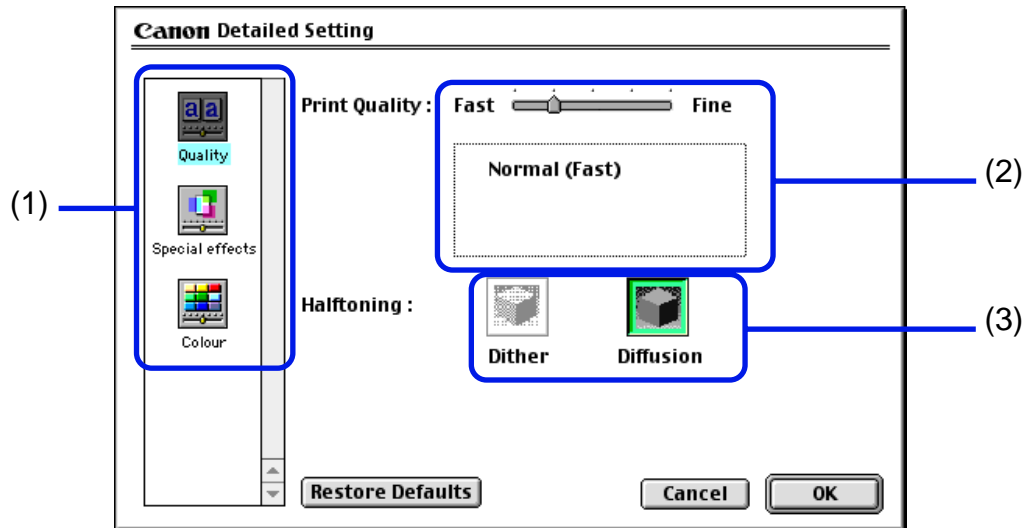 Canon Detailed Setting
aa
Quality
Special effects
Colour
Print Quality : Fast Fine
Normal (Fast)
Halftoning :
Dither Diffusion
Restore Defaults Cancel OK
(1)
(2)
(3)